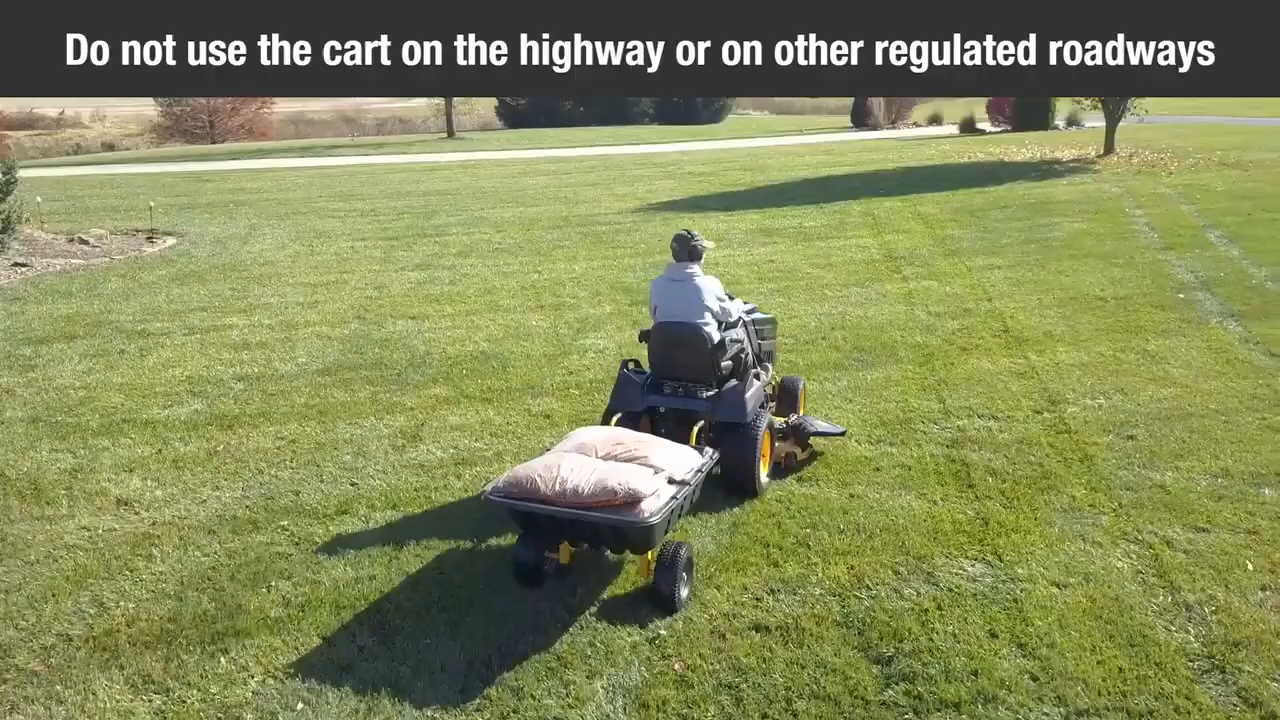 Do not use the cart on the highway or on other regulated roadways